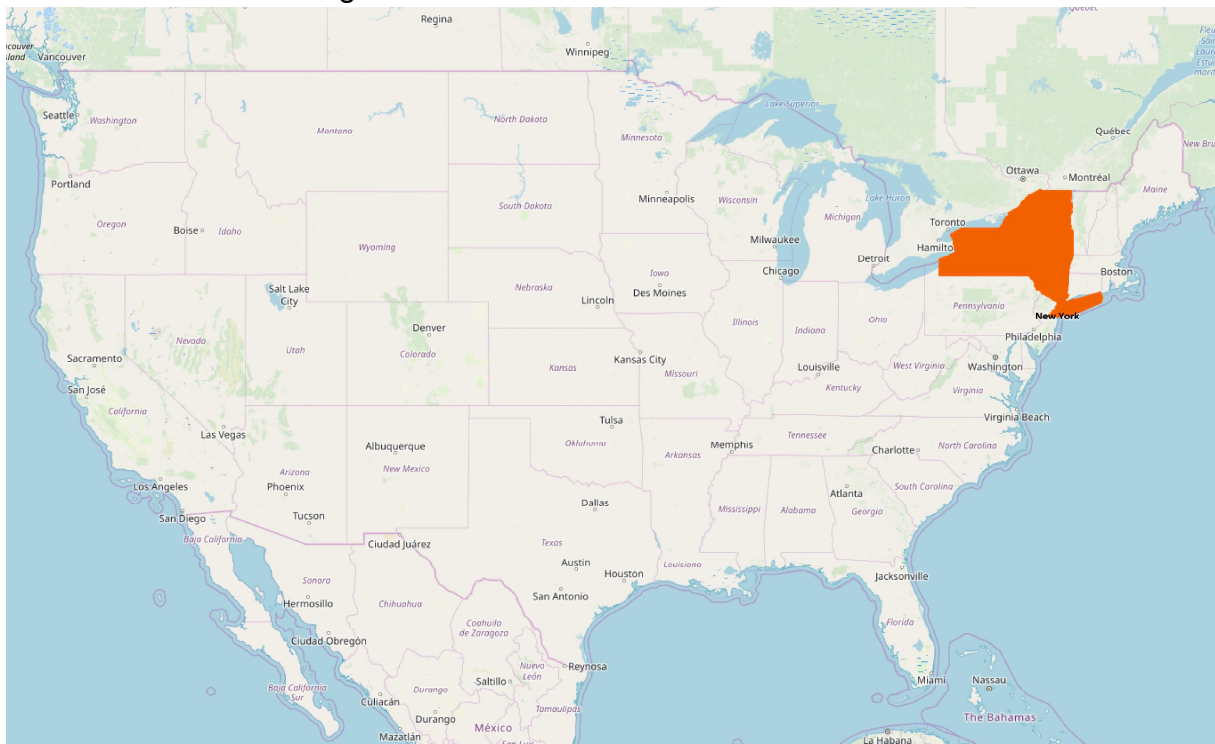 Regina
Québec
Winnipeg
Vancouver
Island
Vancouver
Seattle
Washington
Montana
North Dakota
Minnesota
Lake Superior
Québec
Ottawa
Montréal
Maine
Portland
Oregon
Boise
Idaho
Wyoming
South Dakota
Minneapolis
Wisconsin
Michigan
Lake Huron
Toronto
Hamilto
Milwaukee
Detroit
Chicago
Boston
Iowa
Des Moines
Nebraska
Lincoln
Salt Lake
City
Nevada
Utah
Denver
Colorado
Sacramento
San José
California
Kansas
Kansas City
Missouri
Illinois
Indiana
Ohio
Pennsylvania
New York
Philadelphia
Washington
West Virginia
Virginia
Louisville
Kentucky
Virginia Beach
Las Vegas
Los Angeles
San Diego
Arizona
Phoenix
Tucson
Albuquerque
New Mexico
Tulsa
Oklahoma
Arkansas
Memphis
Tennessee
Charlotte
North Carolina
South Carolina
Atlanta
Georgia
Mississippi
Alabama
Dallas
Texas
Austin
Houston
San Antonio
Louisiana
Jacksonville
Florida
Miami
Nassau
The Bahamas
La Habana
Baja California
Sonora
Hermosillo
Ciudad Juárez
Chihuahua
Ciudad Obregón
Coahuila
de Zaragoza
Nuevo
León
Reynosa
Saltillo
Tamaulipas
Baja California
Sur
Culiacán
Durango
Durango
México
Mazatlán